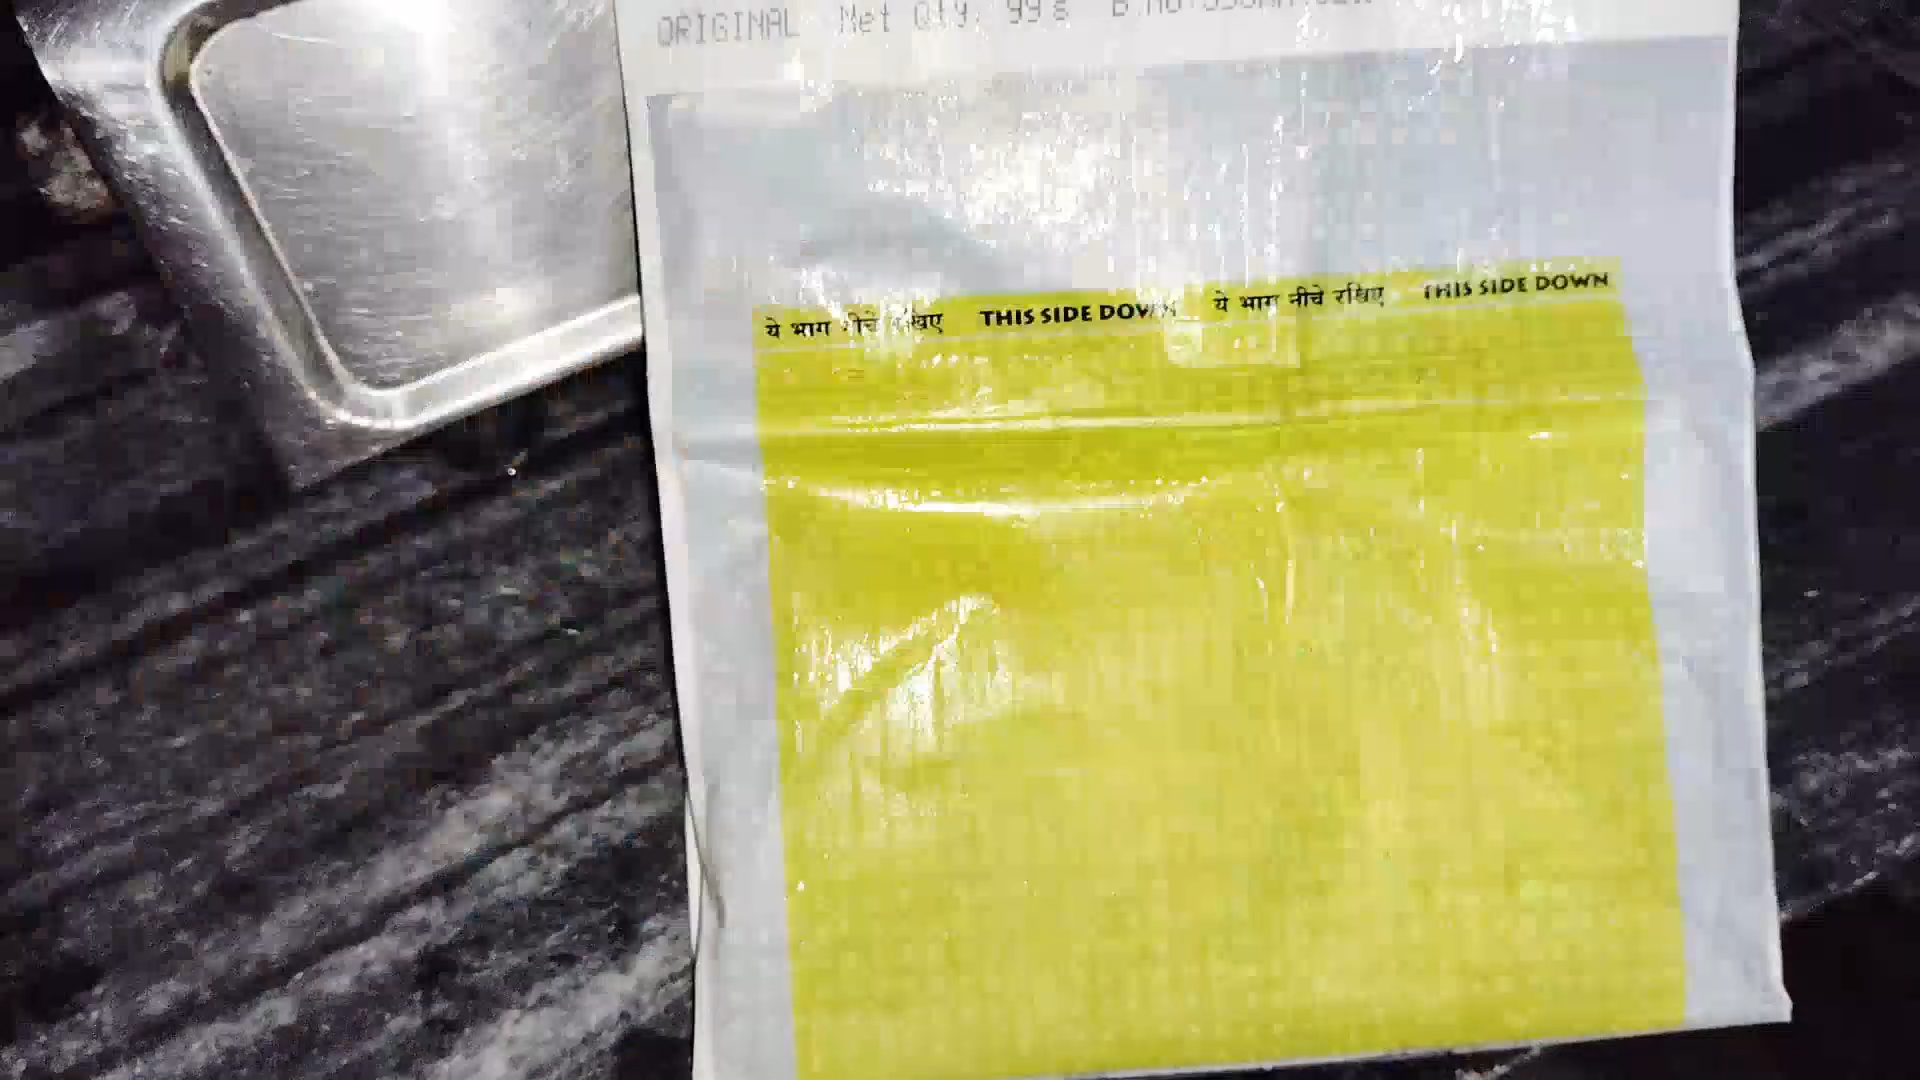 ORIGINAL Net Qty. 99 g
ये भाग नीचे रखिए THIS SIDE DOWN ये भाग नीचे रखिए THIS SIDE DOWN